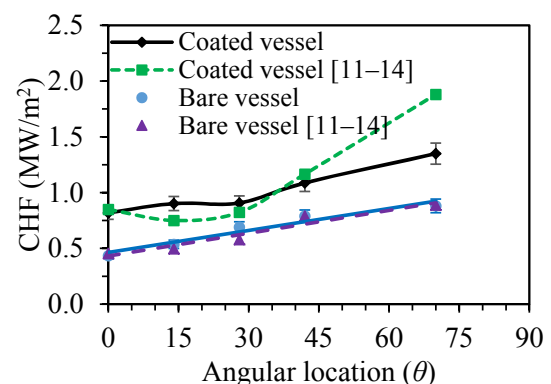 2.5
2.0
1.5
1.0
0.5
0.0
CHF (MW/m²)
Coated vessel
Coated vessel [11–14]
Bare vessel
Bare vessel [11–14]
0 15 30 45 60 75 90
Angular location (θ)